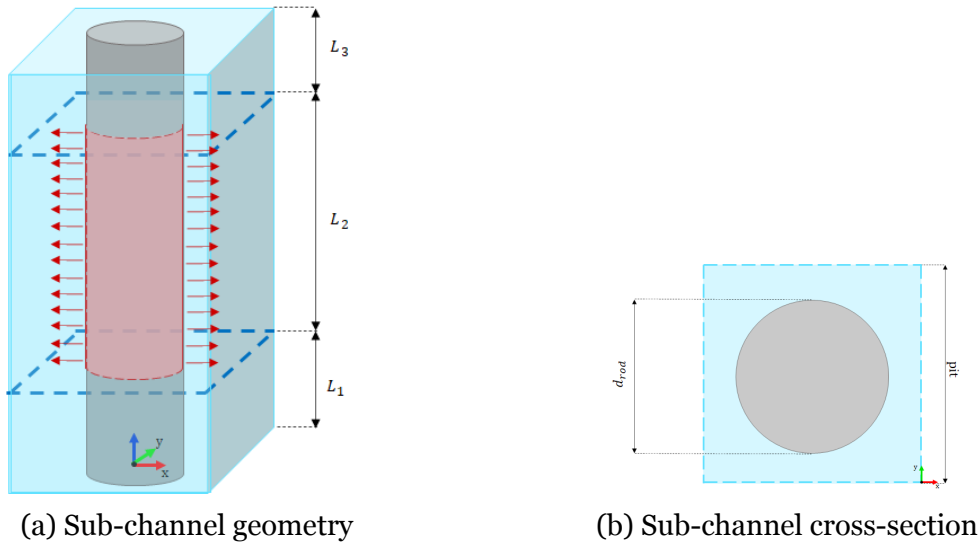 L₃
L₂
L₁
y
x
(a) Sub-channel geometry
d_rod
pit
y
x
(b) Sub-channel cross-section